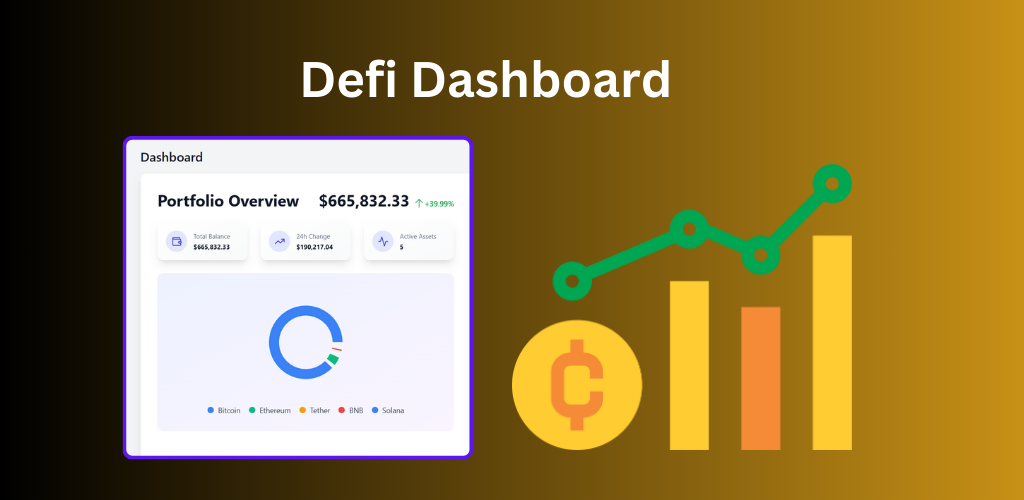 Defi Dashboard
Dashboard
Portfolio Overview $665,832.33 ↑ +39.99%
Total Balance
$665,832.33
24h Change
$190,217.04
Active Assets
5
Bitcoin Ethereum Tether BNB Solana